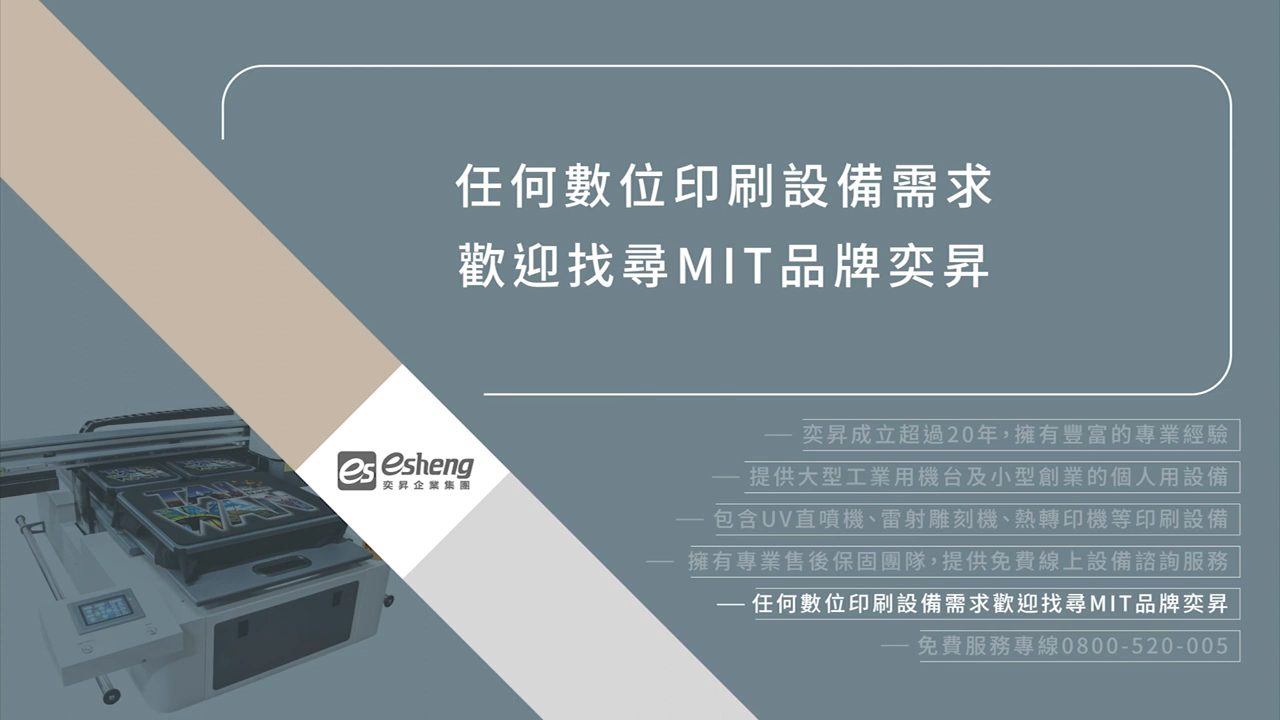 任何數位印刷設備需求
歡迎找尋MIT品牌奕昇
es esheng
奕昇企業集團
TAIWAN
奕昇成立超過20年,擁有豐富的專業經驗
提供大型工業用機台及小型創業的個人用設備
包含UV直噴機、雷射雕刻機、熱轉印機等印刷設備
擁有專業售後保固團隊,提供免費線上設備諮詢服務
任何數位印刷設備需求歡迎找尋MIT品牌奕昇
免費服務專線0800-520-005